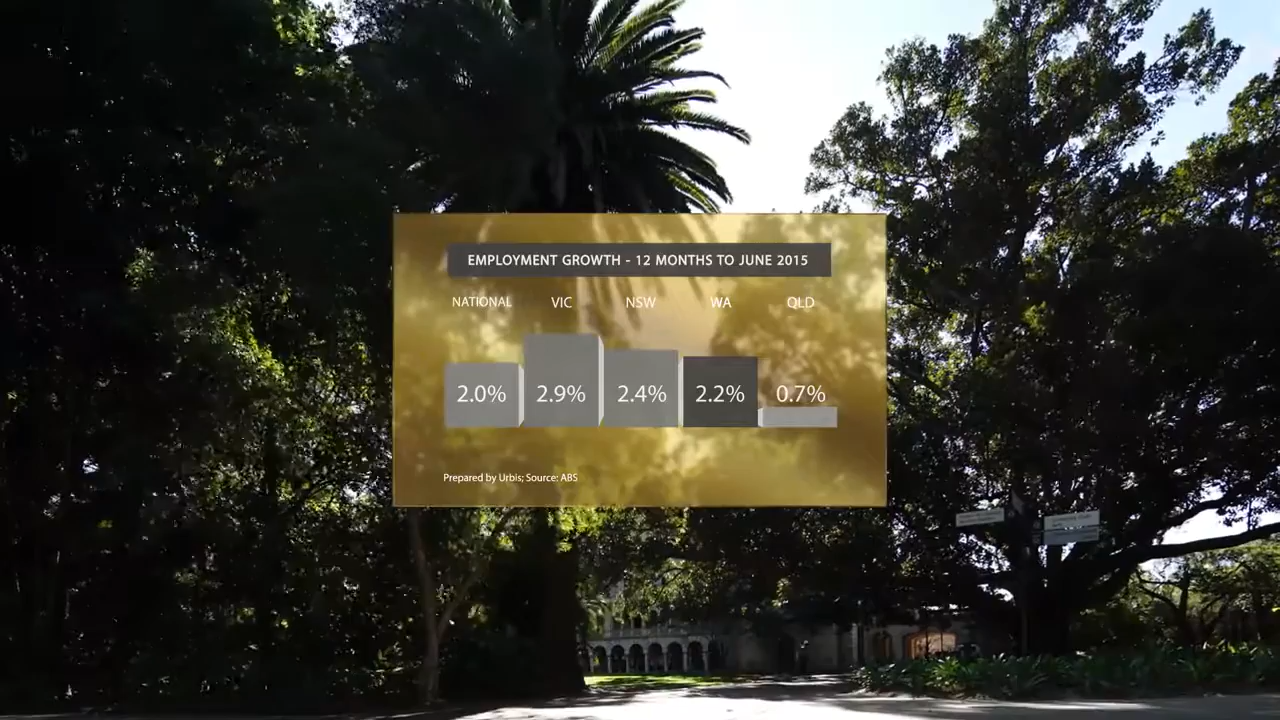 EMPLOYMENT GROWTH - 12 MONTHS TO JUNE 2015
NATIONAL VIC NSW WA QLD
2.0% 2.9% 2.4% 2.2% 0.7%
Prepared by Urbis; Source: ABS